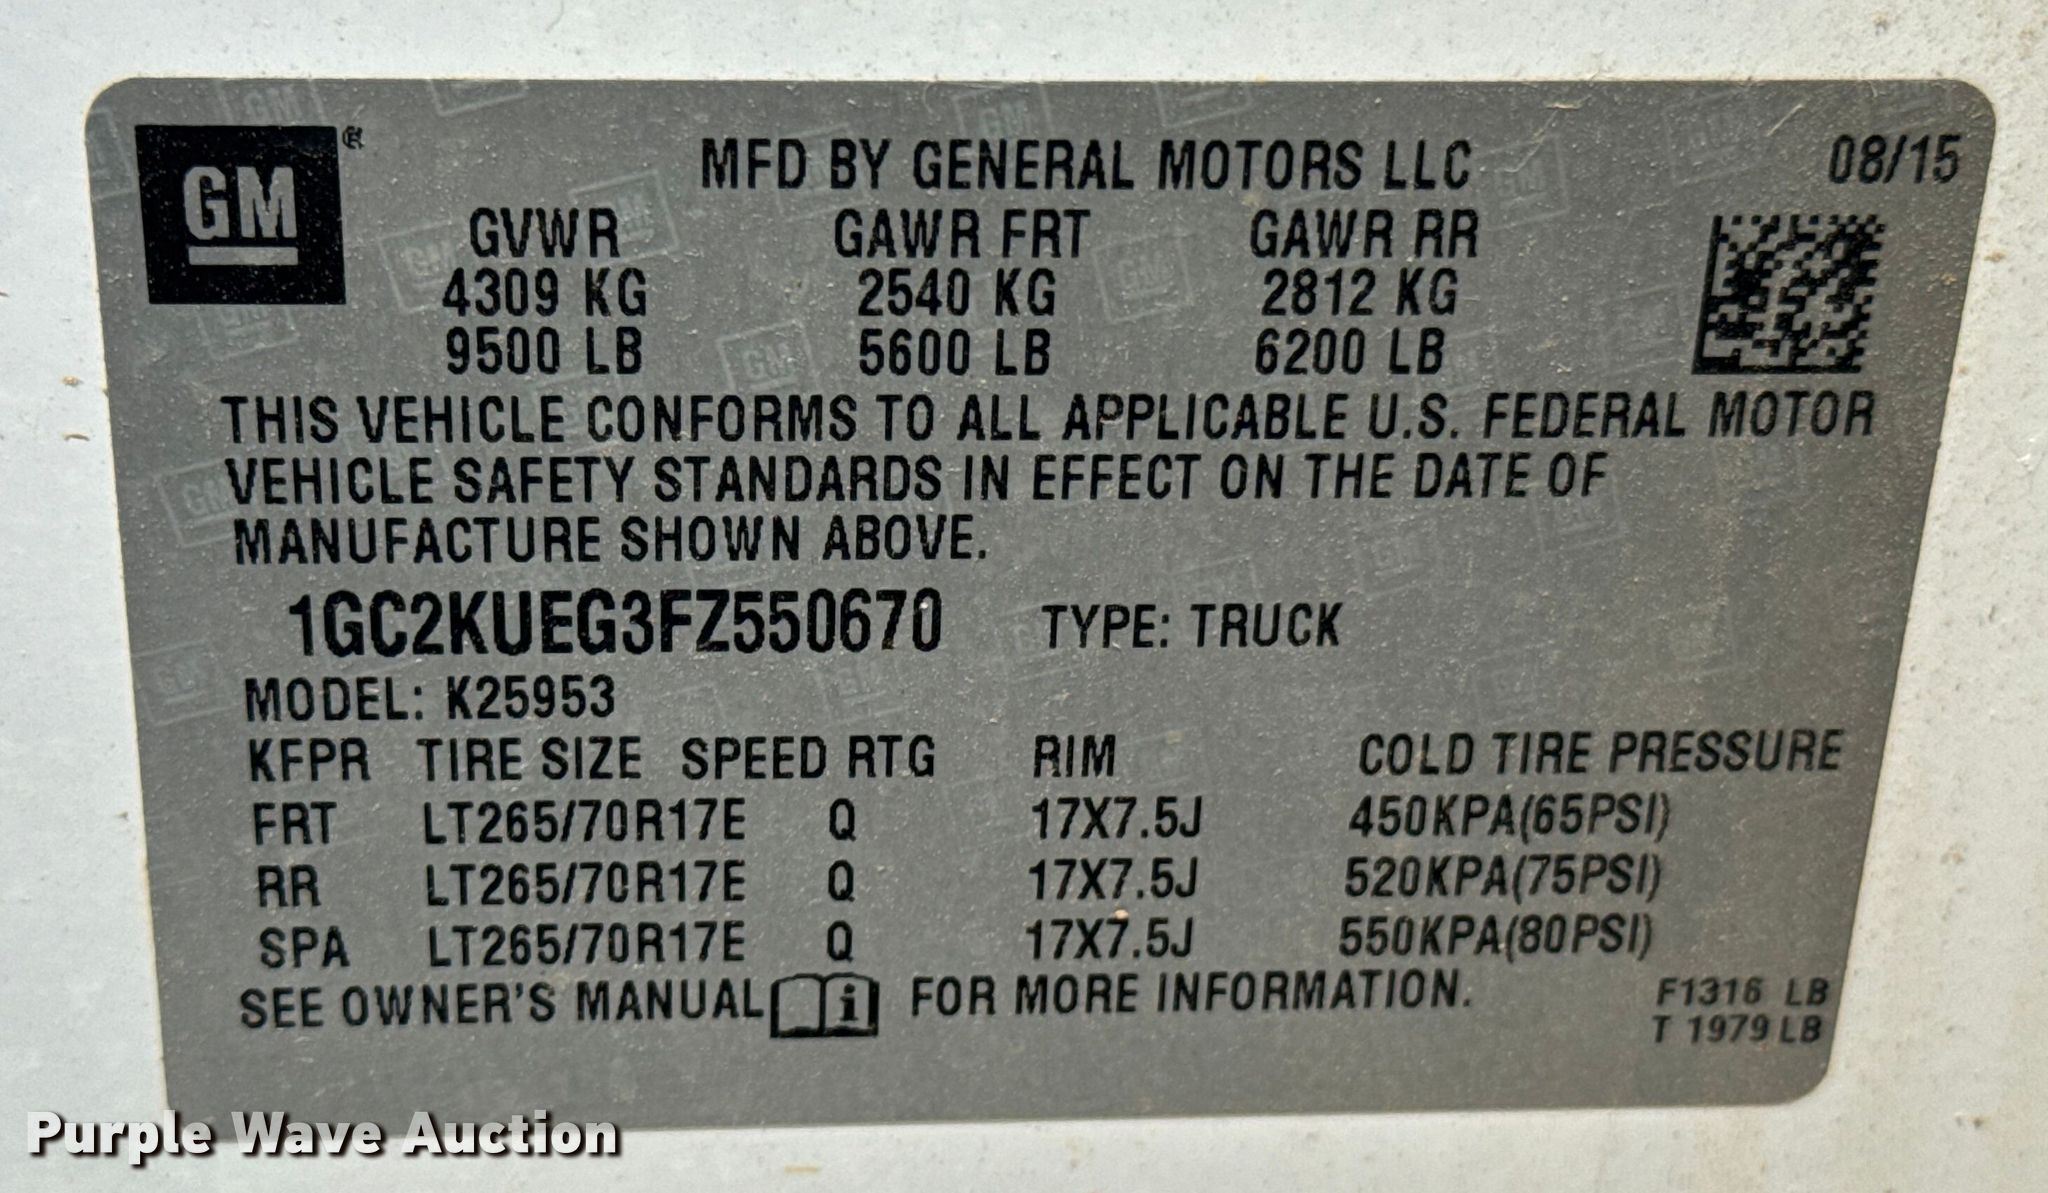 GM ®
MFD BY GENERAL MOTORS LLC 08/15
GVWR GAWR FRT GAWR RR
4309 KG 2540 KG 2812 KG
9500 LB 5600 LB 6200 LB
THIS VEHICLE CONFORMS TO ALL APPLICABLE U.S. FEDERAL MOTOR
VEHICLE SAFETY STANDARDS IN EFFECT ON THE DATE OF
MANUFACTURE SHOWN ABOVE.
1GC2KUEG3FZ550670 TYPE: TRUCK
MODEL: K25953
KFPR TIRE SIZE SPEED RTG RIM COLD TIRE PRESSURE
FRT LT265/70R17E Q 17X7.5J 450KPA(65PSI)
RR LT265/70R17E Q 17X7.5J 520KPA(75PSI)
SPA LT265/70R17E Q 17X7.5J 550KPA(80PSI)
SEE OWNER'S MANUAL i FOR MORE INFORMATION.
F1316 LB
T 1979 LB
Purple Wave Auction